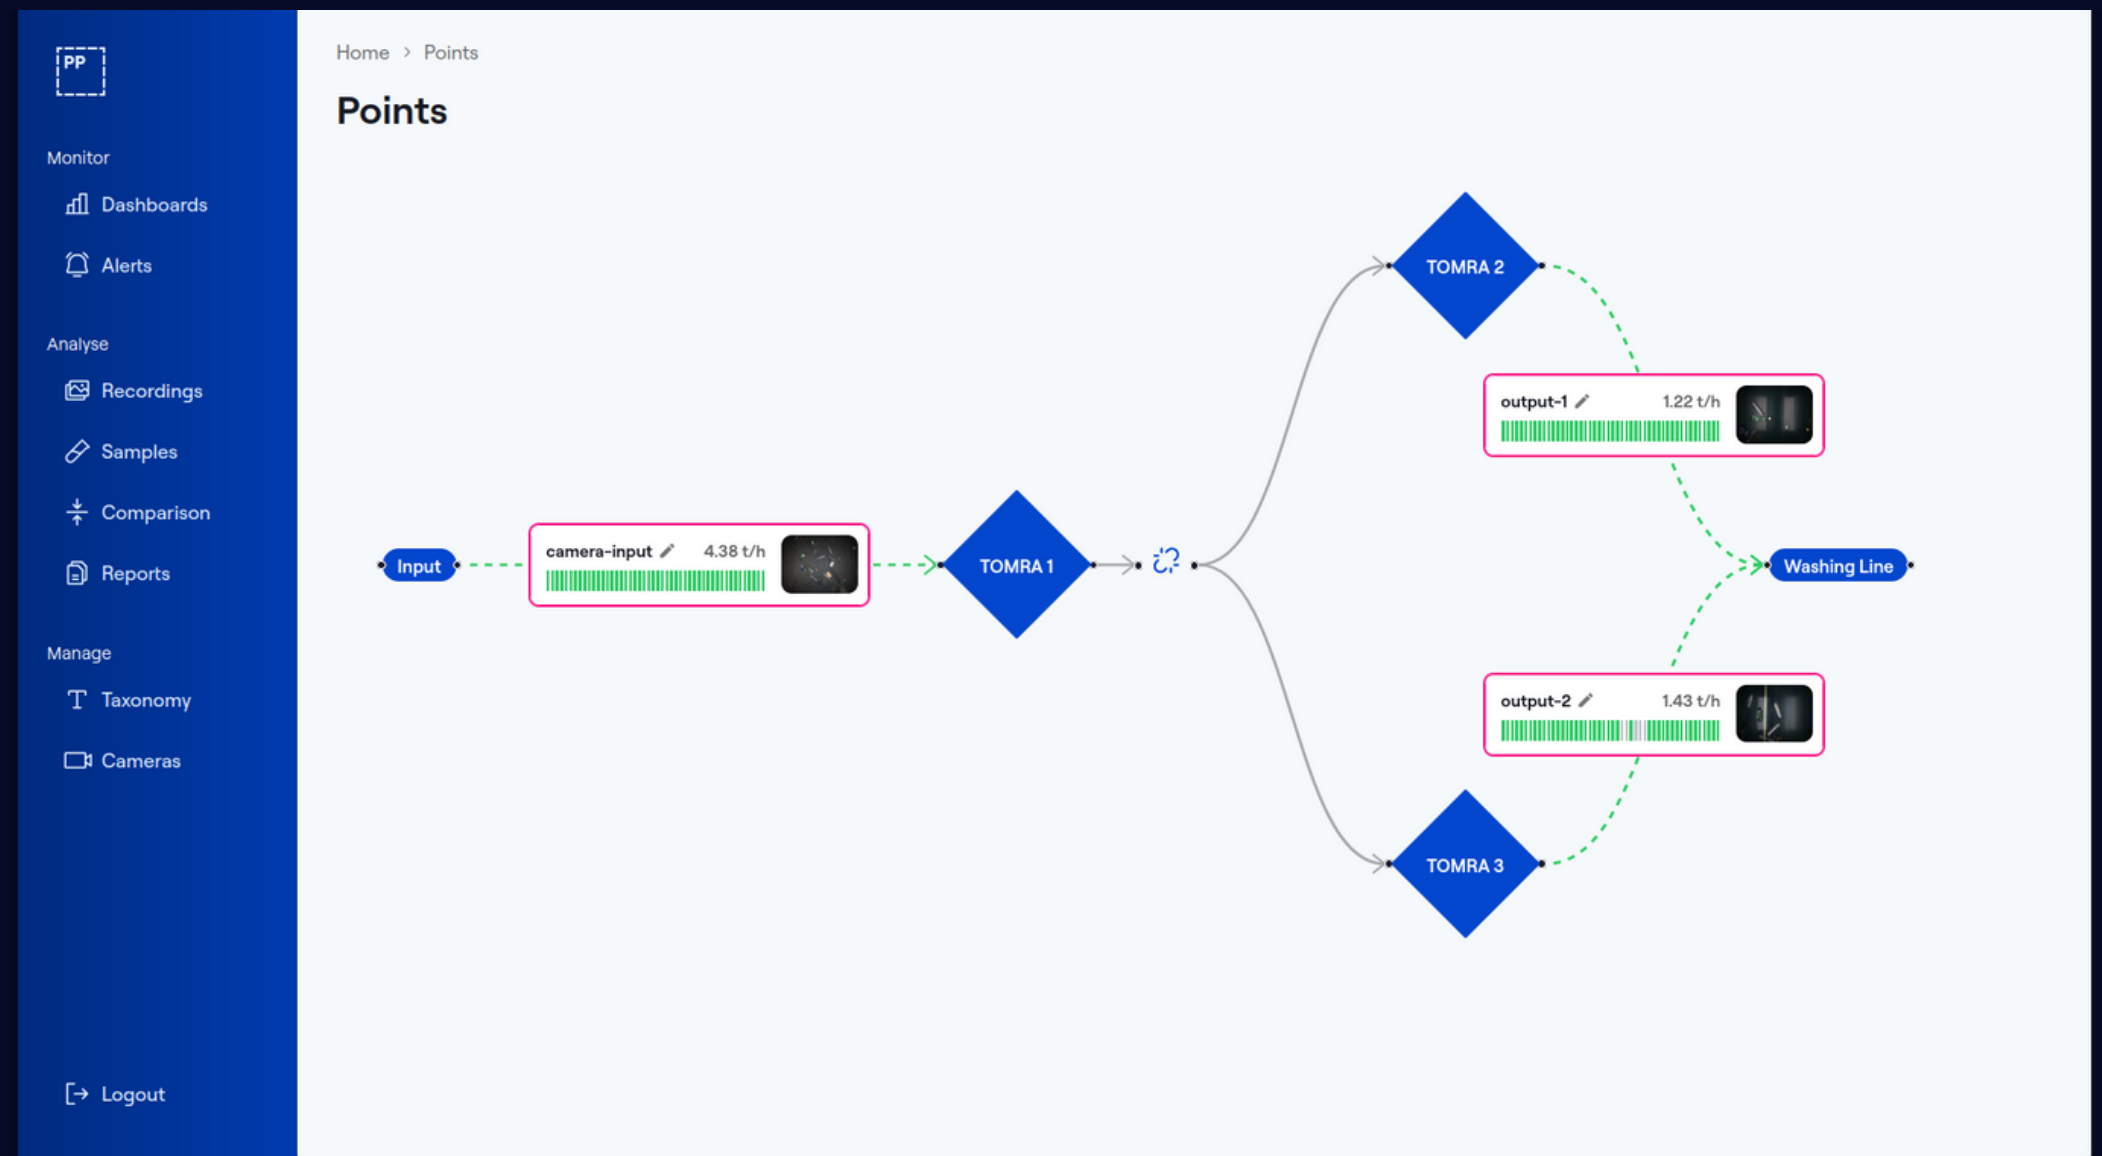 PP
Monitor
Dashboards
Alerts
Analyse
Recordings
Samples
Comparison
Reports
Manage
Taxonomy
Cameras
Logout
Home > Points
Points
Input
camera-input 4.38 t/h
TOMRA 1
TOMRA 2
output-1 1.22 t/h
Washing Line
output-2 1.43 t/h
TOMRA 3